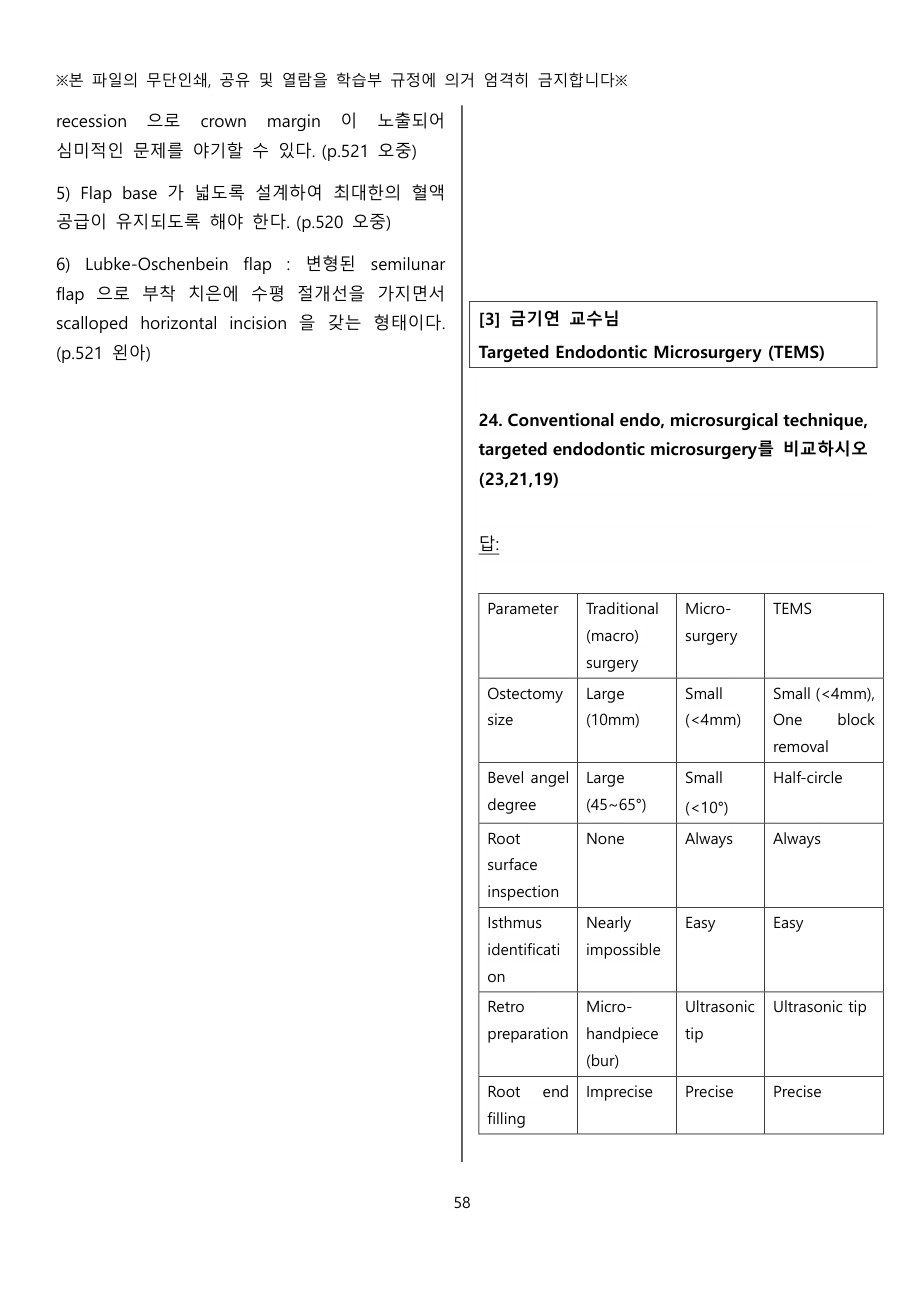 ※본 파일의 무단인쇄, 공유 및 열람을 학습부 규정에 의거 엄격히 금지합니다※
recession 으로 crown margin 이 노출되어
심미적인 문제를 야기할 수 있다. (p.521 오중)
5) Flap base 가 넓도록 설계하여 최대한의 혈액
공급이 유지되도록 해야 한다. (p.520 오중)
6) Lubke-Oschenbein flap : 변형된 semilunar
flap 으로 부착 치은에 수평 절개선을 가지면서
scalloped horizontal incision 을 갖는 형태이다.
(p.521 왼아)
[3] 금기연 교수님
Targeted Endodontic Microsurgery (TEMS)
24. Conventional endo, microsurgical technique,
targeted endodontic microsurgery를 비교하시오
(23,21,19)
답:
Parameter Traditional Micro- TEMS
(macro) surgery
surgery
Ostectomy Large Small Small (<4mm),
size (10mm) (<4mm) One block
removal
Bevel angel Large Small Half-circle
degree (45~65°) (<10°)
Root None Always Always
surface
inspection
Isthmus Nearly Easy Easy
identificati impossible
on
Retro Micro- Ultrasonic Ultrasonic tip
preparation handpiece tip
(bur)
Root end Imprecise Precise Precise
filling
58